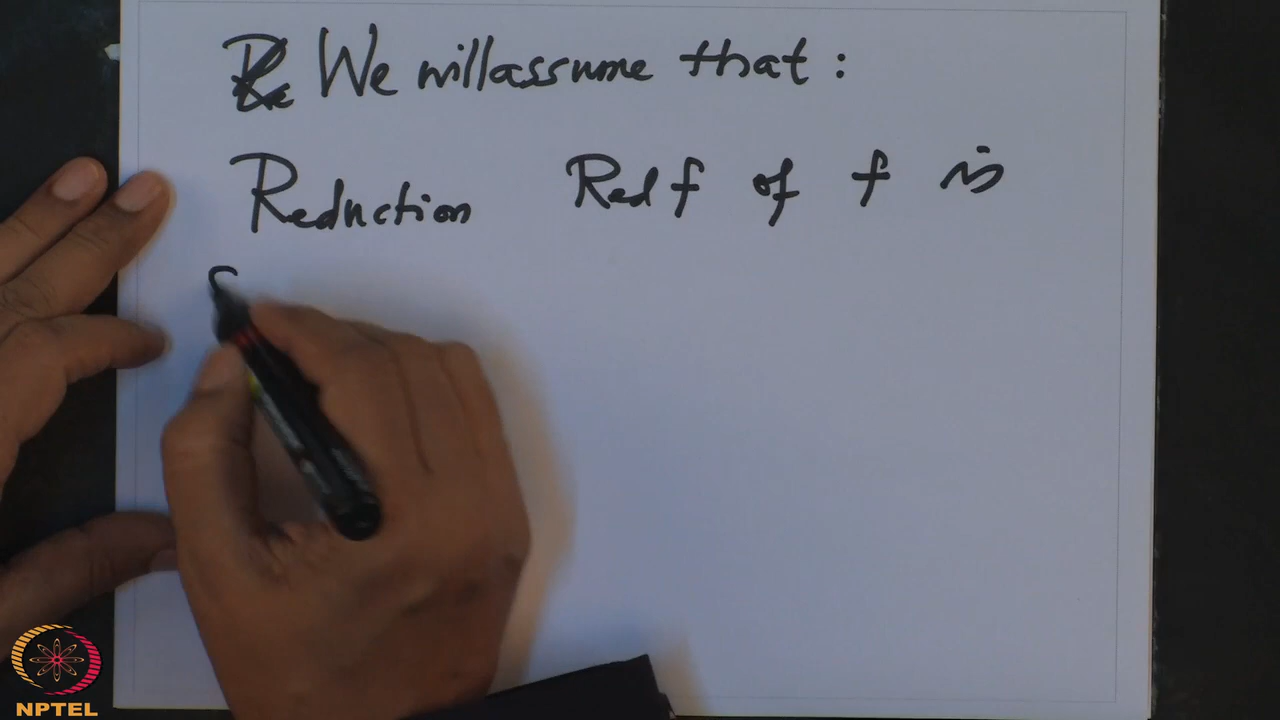 We will assume that :
Reduction Red f of f is
NPTEL